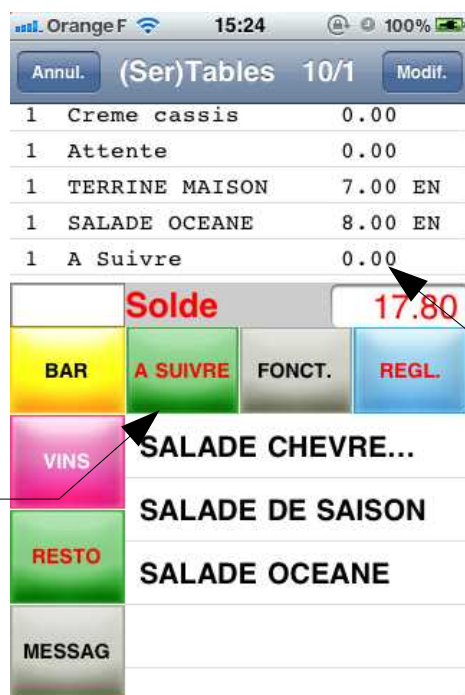 Orange F 15:24 100%
Annul. (Ser)Tables 10/1 Modif.
1 Creme cassis 0.00
1 Attente 0.00
1 TERRINE MAISON 7.00 EN
1 SALADE OCEANE 8.00 EN
1 A Suivre 0.00
Solde 17.80
BAR A SUIVRE FONCT. REGL.
VINS
SALADE CHEVRE...
SALADE DE SAISON
RESTO
SALADE OCEANE
MESSAG